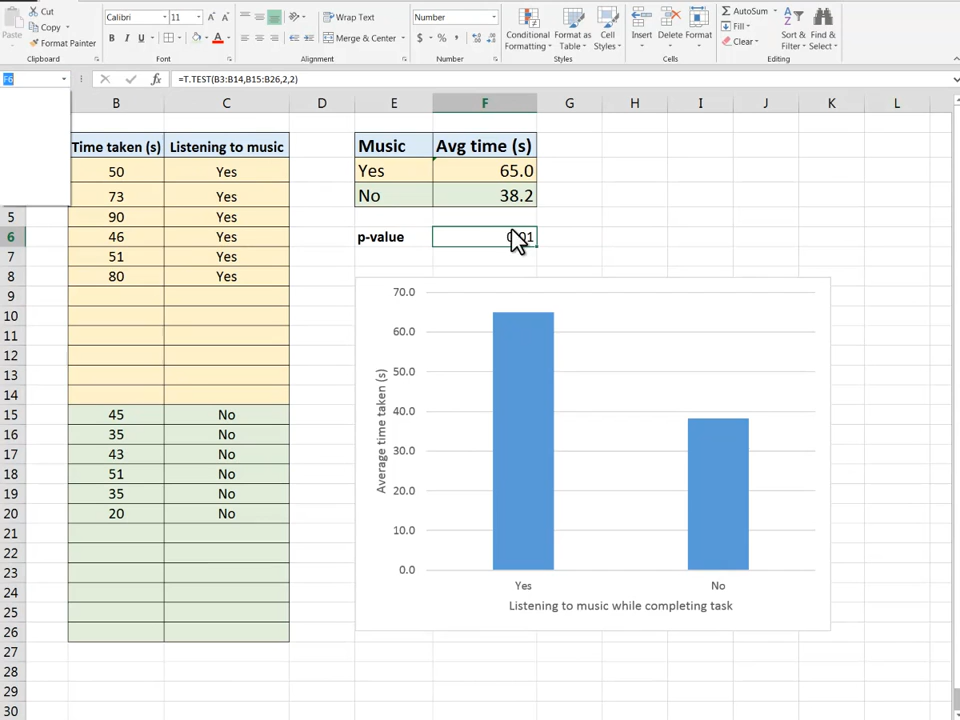 Cut
Copy
Format Painter
Paste
Clipboard
Calibri
11
A A
B I U
A
Font
Wrap Text
Merge & Center
Alignment
Number
$ % ,
Number
Conditional Formatting
Format as Table
Cell Styles
Styles
Insert
Delete
Format
Cells
AutoSum
Fill
Clear
Sort & Filter
Find & Select
Editing
F6
fx
=T.TEST(B3:B14,B15:B26,2,2)
B C D E F G H I J K L
Time taken (s) Listening to music
50 Yes
73 Yes
5 90 Yes
6 46 Yes
7 51 Yes
8 80 Yes
9
10
11
12
13
14
15 45 No
16 35 No
17 43 No
18 51 No
19 35 No
20 20 No
21
22
23
24
25
26
27
28
29
30
Music Avg time (s)
Yes 65.0
No 38.2
p-value
70.0
60.0
50.0
40.0
30.0
20.0
10.0
0.0
Average time taken (s)
Yes No
Listening to music while completing task